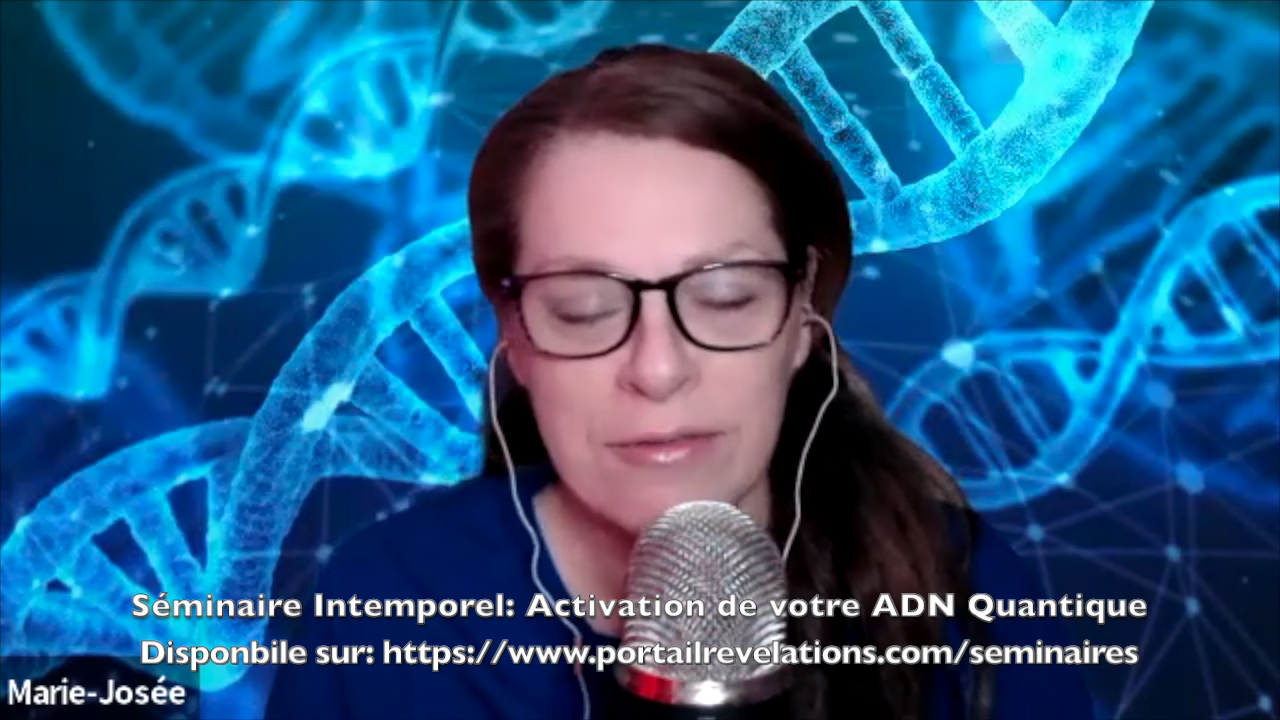 Séminaire Intemporel: Activation de votre ADN Quantique
Disponbile sur: https://www.portailrevelations.com/seminaires
Marie-Josée